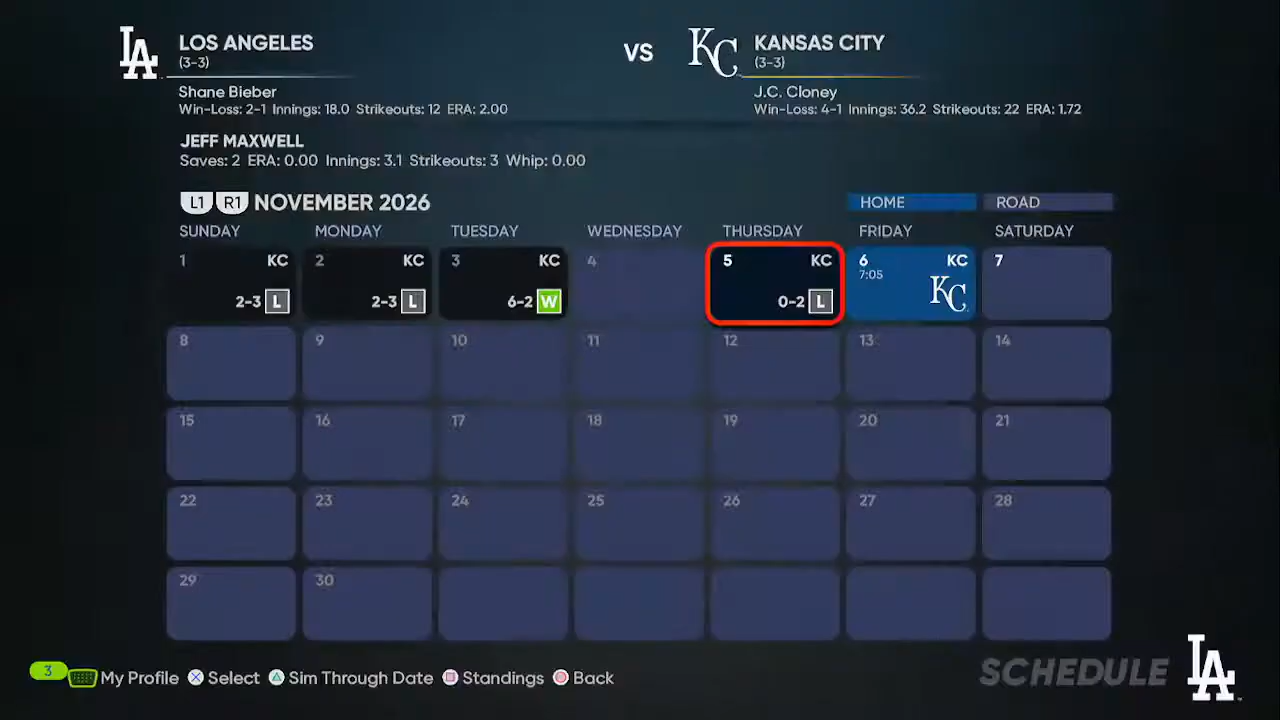 LA LOS ANGELES
(3-3)
VS
KC KANSAS CITY
(3-3)
Shane Bieber
Win-Loss: 2-1 Innings: 18.0 Strikeouts: 12 ERA: 2.00
J.C. Cloney
Win-Loss: 4-1 Innings: 36.2 Strikeouts: 22 ERA: 1.72
JEFF MAXWELL
Saves: 2 ERA: 0.00 Innings: 3.1 Strikeouts: 3 Whip: 0.00
L1 R1 NOVEMBER 2026
HOME ROAD
SUNDAY MONDAY TUESDAY WEDNESDAY THURSDAY FRIDAY SATURDAY
1 KC 2 KC 3 KC 4 5 KC 6 KC 7
7:05
KC
2-3 L 2-3 L 6-2 W 0-2 L
8 9 10 11 12 13 14
15 16 17 18 19 20 21
22 23 24 25 26 27 28
29 30
3 My Profile Select Sim Through Date Standings Back
SCHEDULE LA